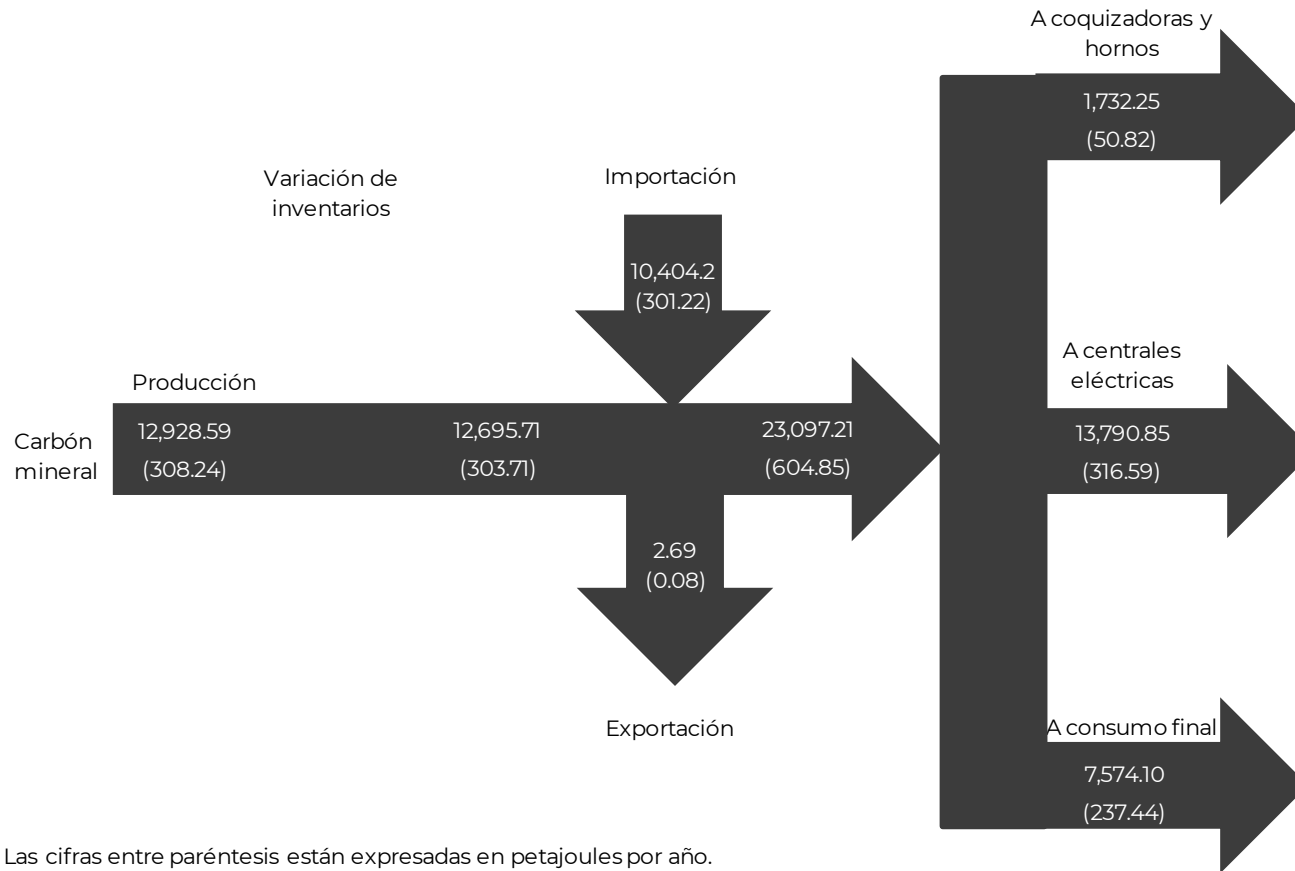 A coquizadoras y
hornos
1,732.25
(50.82)
Variación de
inventarios
Importación
10,404.2
(301.22)
Producción
Carbón
mineral
12,928.59
(308.24)
12,695.71
(303.71)
23,097.21
(604.85)
A centrales
eléctricas
13,790.85
(316.59)
2.69
(0.08)
Exportación
A consumo final
7,574.10
(237.44)
Las cifras entre paréntesis están expresadas en petajoules por año.